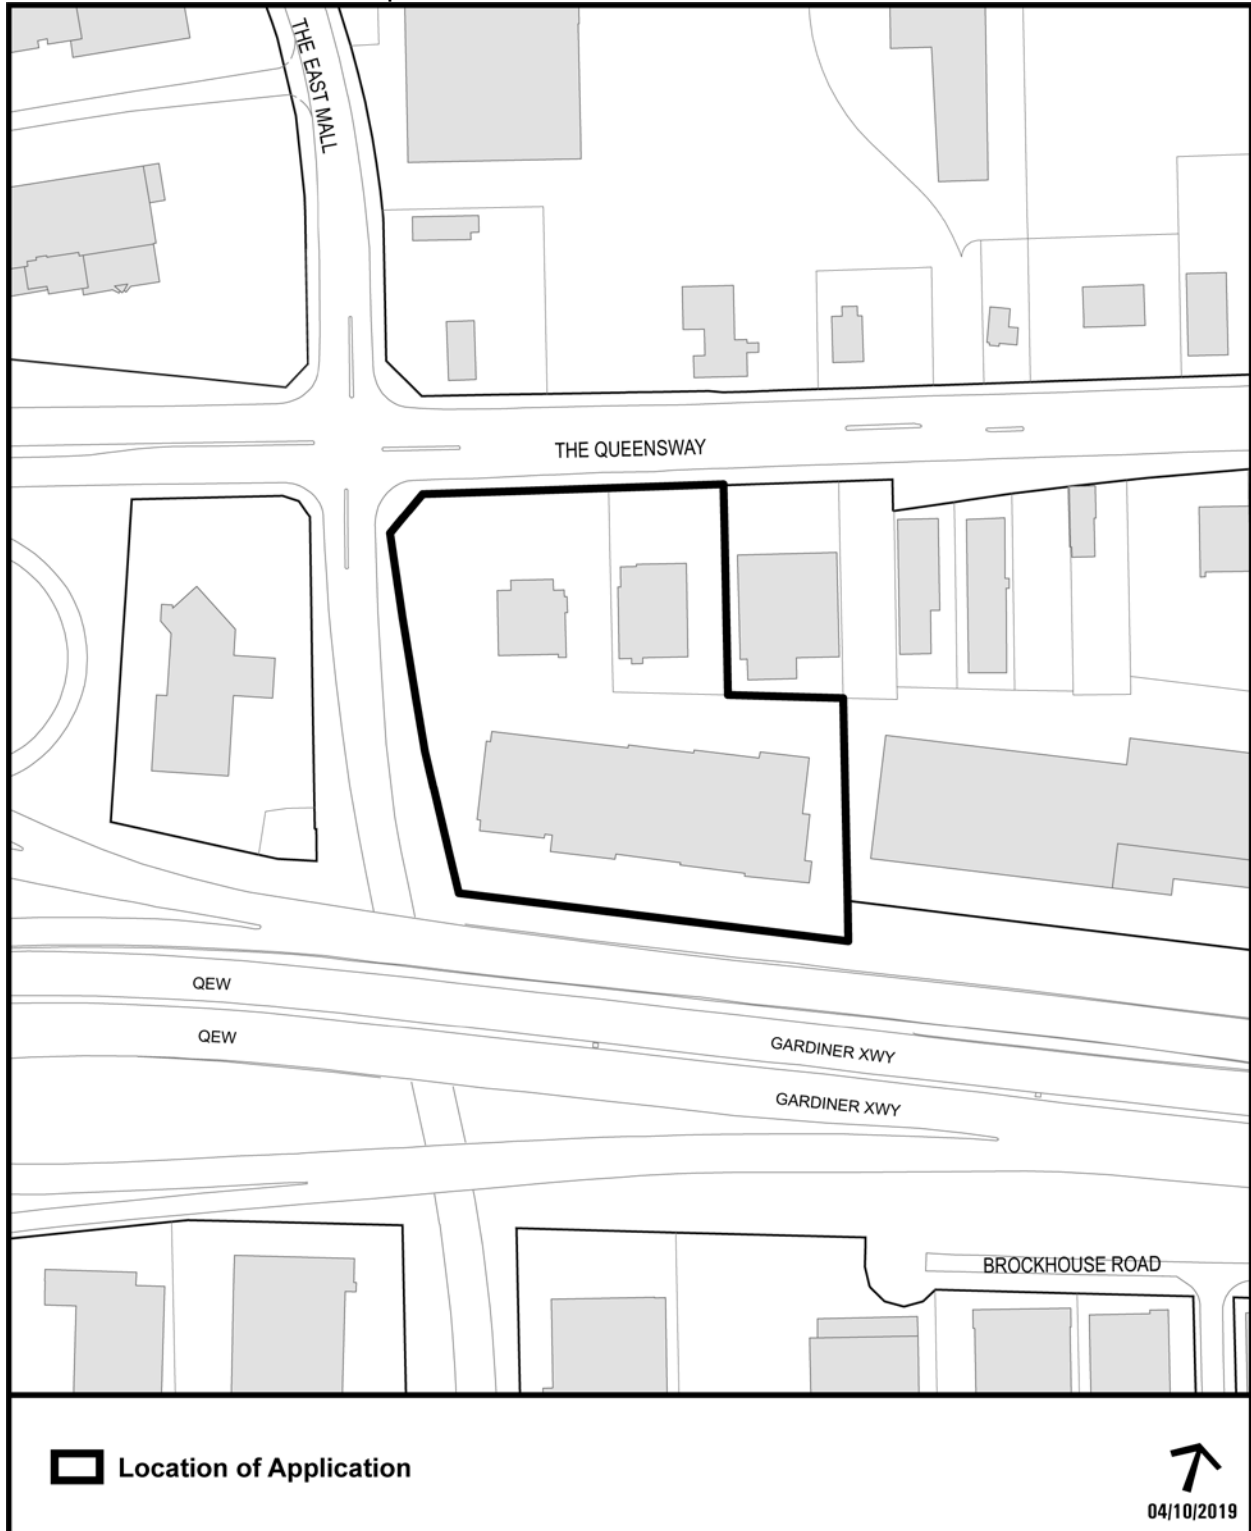 THE EAST MALL
THE QUEENSWAY
QEW
QEW
GARDINER XWY
GARDINER XWY
BROCKHOUSE ROAD
Location of Application
04/10/2019